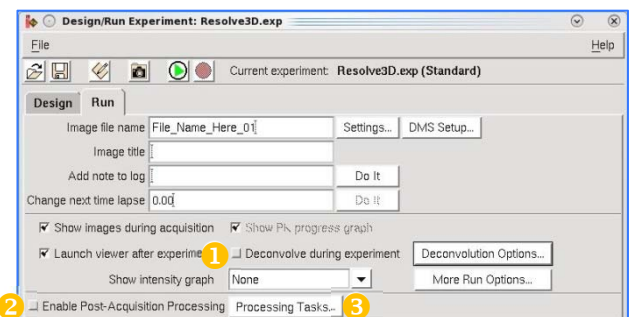 Design/Run Experiment: Resolve3D.exp
File Help
Current experiment: Resolve3D.exp (Standard)
Design Run
Image file name File_Name_Here_01 Settings... DMS Setup...
Image title
Add note to log Do It
Change next time lapse 0.00 Do It
Show images during acquisition Show PK progress graph
Launch viewer after experime 1 Deconvolve during experiment Deconvolution Options...
Show intensity graph None More Run Options...
2 Enable Post-Acquisition Processing Processing Tasks... 3